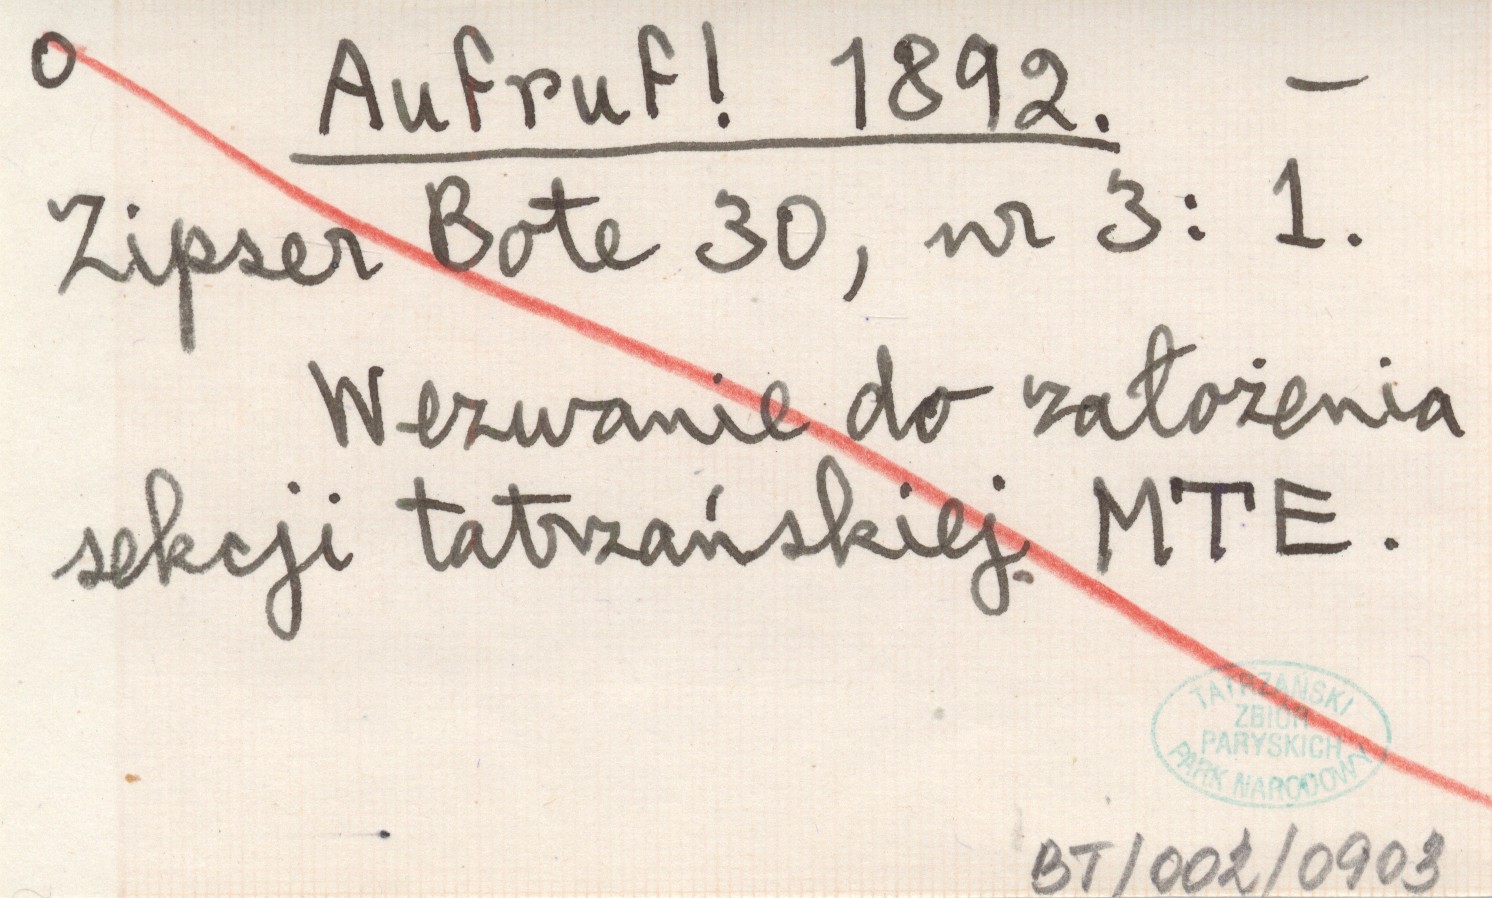 o Aufruf! 1892. –
Zipser Bote 30, nr 3: 1.
Wezwanie do założenia
sekcji tatrzańskiej MTE.
TATRZAŃSKI
ZBIÓR
PARYSKICH
PARK NARODOWY
BT/002/0903